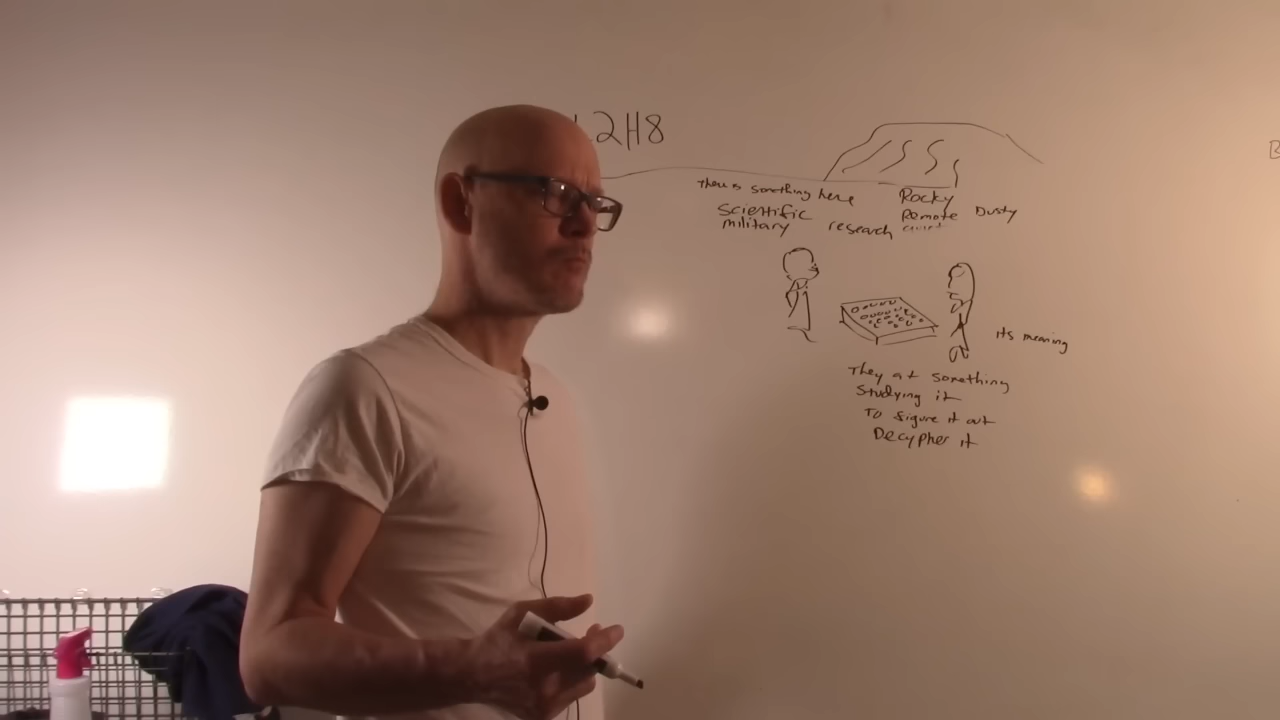 L2H8
There is something here
Rocky
Scientific
Remote Dusty
military research
its meaning
They at something
Studying it
To figure it out
Decypher it